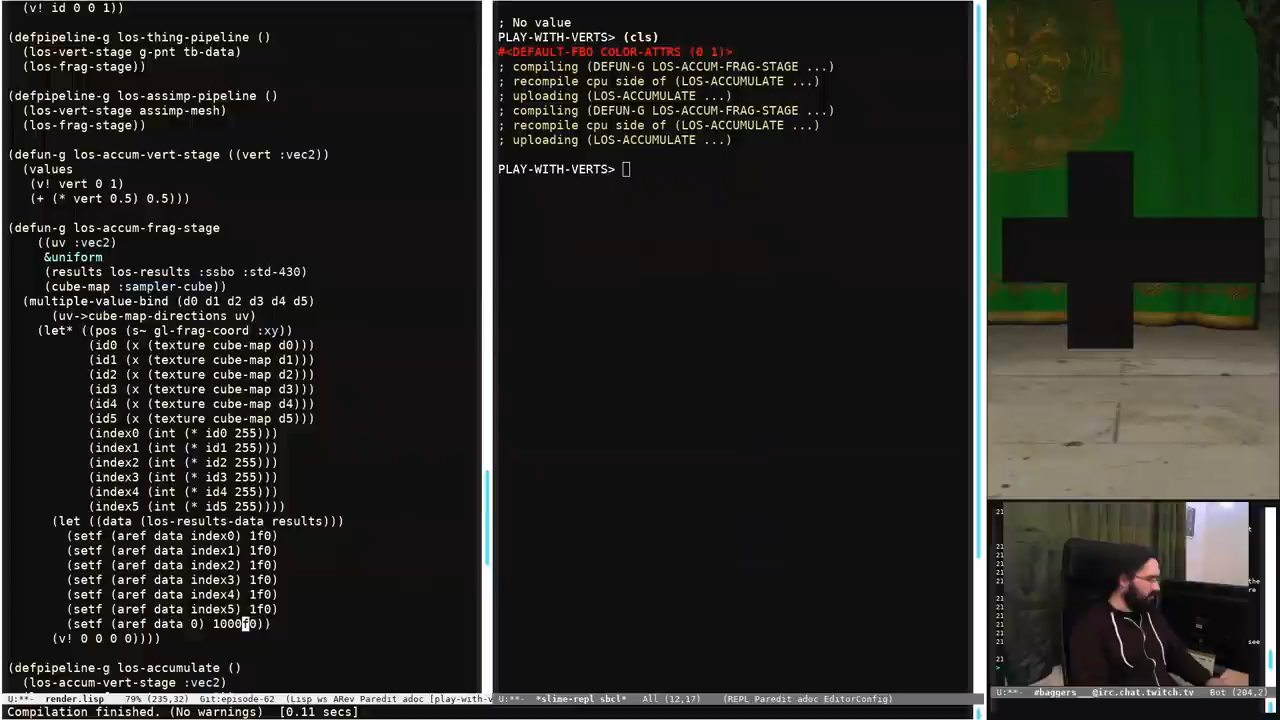 (v! id 0 0 1))
(defpipeline-g los-thing-pipeline ()
(los-vert-stage g-pnt tb-data)
(los-frag-stage))
(defpipeline-g los-assimp-pipeline ()
(los-vert-stage assimp-mesh)
(los-frag-stage))
(defun-g los-accum-vert-stage ((vert :vec2))
(values
(v! vert 0 1)
(+ (* vert 0.5) 0.5)))
(defun-g los-accum-frag-stage
((uv :vec2)
&uniform
(results los-results :ssbo :std-430)
(cube-map :sampler-cube))
(multiple-value-bind (d0 d1 d2 d3 d4 d5)
(uv->cube-map-directions uv)
(let* ((pos (s~ gl-frag-coord :xy))
(id0 (x (texture cube-map d0)))
(id1 (x (texture cube-map d1)))
(id2 (x (texture cube-map d2)))
(id3 (x (texture cube-map d3)))
(id4 (x (texture cube-map d4)))
(id5 (x (texture cube-map d5)))
(index0 (int (* id0 255)))
(index1 (int (* id1 255)))
(index2 (int (* id2 255)))
(index3 (int (* id3 255)))
(index4 (int (* id4 255)))
(index5 (int (* id5 255))))
(let ((data (los-results-data results)))
(setf (aref data index0) 1f0)
(setf (aref data index1) 1f0)
(setf (aref data index2) 1f0)
(setf (aref data index3) 1f0)
(setf (aref data index4) 1f0)
(setf (aref data index5) 1f0)
(setf (aref data 0) 1000f0))
(v! 0 0 0 0))))
(defpipeline-g los-accumulate ()
(los-accum-vert-stage :vec2)
U:**- render.lisp 79% (235,32) Git:episode-62 (Lisp ws ARev Paredit adoc [play-with-v
Compilation finished. (No warnings) [0.11 secs]
; No value
PLAY-WITH-VERTS> (cls)
#<DEFAULT-FBO COLOR-ATTRS (0 1)>
; compiling (DEFUN-G LOS-ACCUM-FRAG-STAGE ...)
; recompile cpu side of (LOS-ACCUMULATE ...)
; uploading (LOS-ACCUMULATE ...)
; compiling (DEFUN-G LOS-ACCUM-FRAG-STAGE ...)
; recompile cpu side of (LOS-ACCUMULATE ...)
; uploading (LOS-ACCUMULATE ...)
PLAY-WITH-VERTS>
U:**- *slime-repl sbcl* All (12,17) (REPL Paredit adoc EditorConfig)
U:**- #baggers___@irc.chat.twitch.tv Bot (204,2)